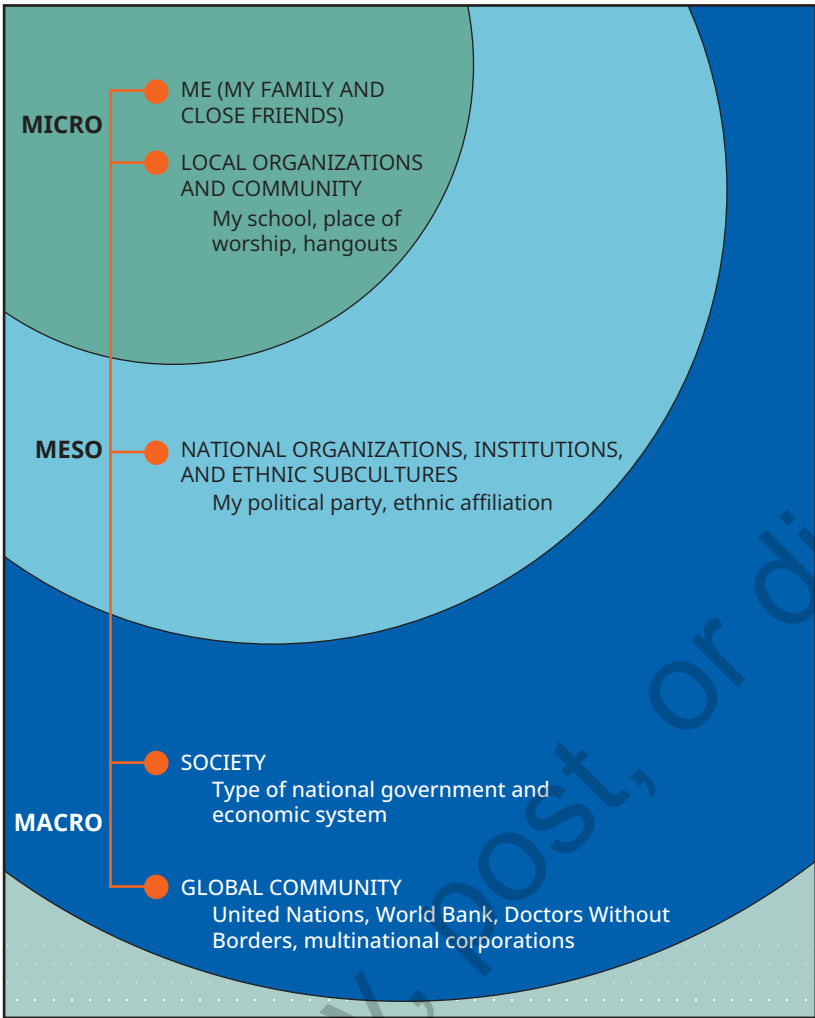 MICRO
ME (MY FAMILY AND
CLOSE FRIENDS)
LOCAL ORGANIZATIONS
AND COMMUNITY
My school, place of
worship, hangouts
MESO
NATIONAL ORGANIZATIONS, INSTITUTIONS,
AND ETHNIC SUBCULTURES
My political party, ethnic affiliation
SOCIETY
Type of national government and
economic system
MACRO
GLOBAL COMMUNITY
United Nations, World Bank, Doctors Without
Borders, multinational corporations
post, or